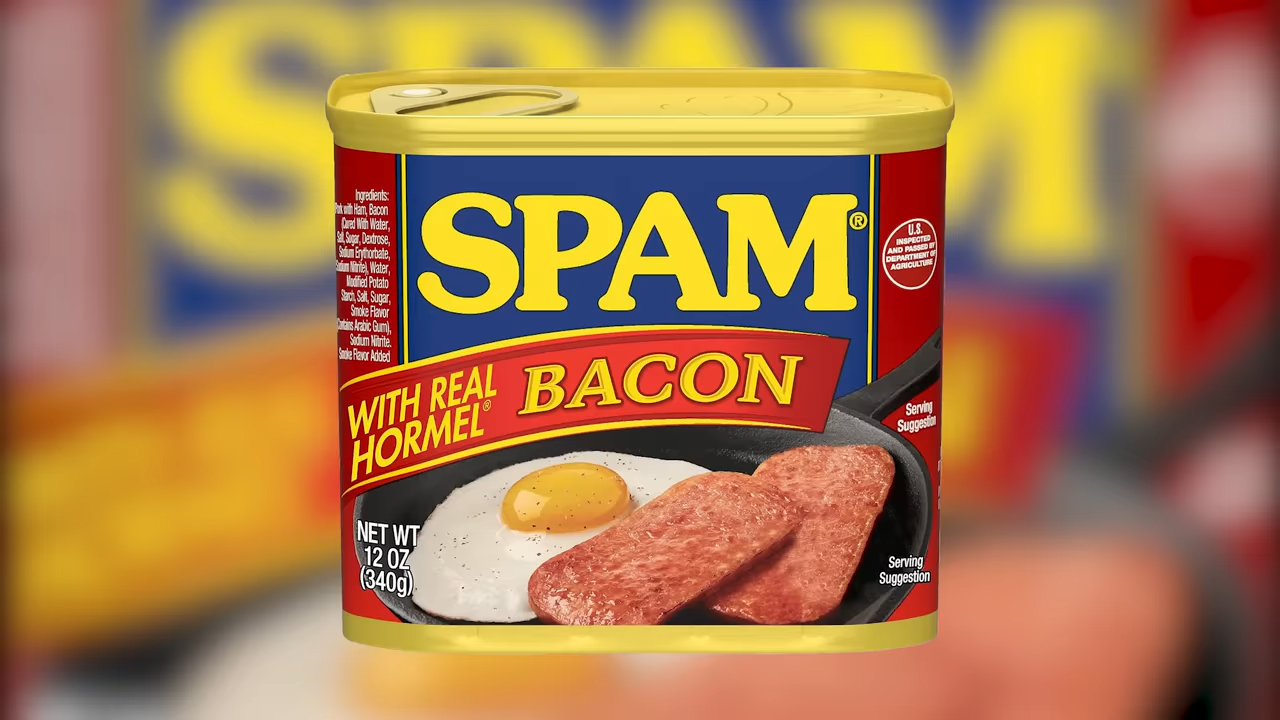 SPAM®
WITH REAL
HORMEL®
BACON
Ingredients:
Pork with Ham, Bacon
(Cured With Water,
Salt, Sugar, Dextrose,
Sodium Erythorbate,
Sodium Nitrite), Water,
Modified Potato
Starch, Salt, Sugar,
Smoke Flavor
(Contains Arabic Gum),
Sodium Nitrite.
Smoke Flavor Added
U.S.
INSPECTED
AND PASSED BY
DEPARTMENT OF
AGRICULTURE
Serving
Suggestion
NET WT
12 OZ
(340g)
Serving
Suggestion